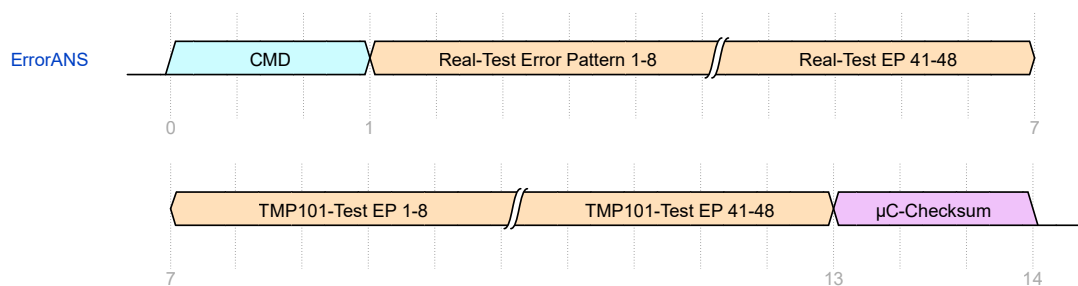 ErrorANS CMD Real-Test Error Pattern 1-8 Real-Test EP 41-48
0 1 7
TMP101-Test EP 1-8 TMP101-Test EP 41-48 µC-Checksum
7 13 14